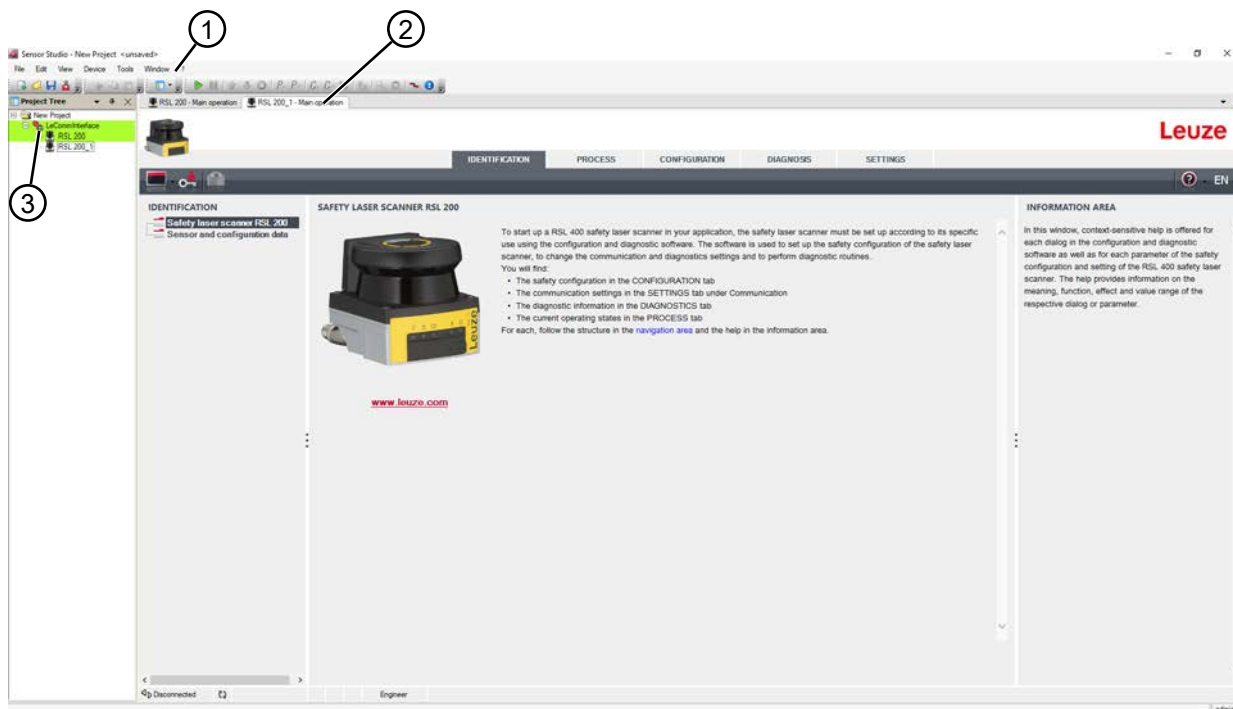 1
2
Sensor Studio - New Project <unsaved>
File Edit View Device Tools Window ?
Project Tree
RSL 200 - Main operation
RSL 200_1 - Main operation
New Project
LeCommInterface
RSL 200
RSL 200_1
3
Leuze
IDENTIFICATION PROCESS CONFIGURATION DIAGNOSIS SETTINGS
? EN
IDENTIFICATION
Safety laser scanner RSL 200
Sensor and configuration data
SAFETY LASER SCANNER RSL 200
Leuze
www.leuze.com
To start up a RSL 400 safety laser scanner in your application, the safety laser scanner must be set up according to its specific
use using the configuration and diagnostic software. The software is used to set up the safety configuration of the safety laser
scanner, to change the communication and diagnostics settings and to perform diagnostic routines.
You will find:
• The safety configuration in the CONFIGURATION tab
• The communication settings in the SETTINGS tab under Communication
• The diagnostic information in the DIAGNOSTICS tab
• The current operating states in the PROCESS tab
For each, follow the structure in the navigation area and the help in the information area.
INFORMATION AREA
In this window, context-sensitive help is offered for
each dialog in the configuration and diagnostic
software as well as for each parameter of the safety
configuration and setting of the RSL 400 safety laser
scanner. The help provides information on the
meaning, function, effect and value range of the
respective dialog or parameter.
Disconnected
Engineer